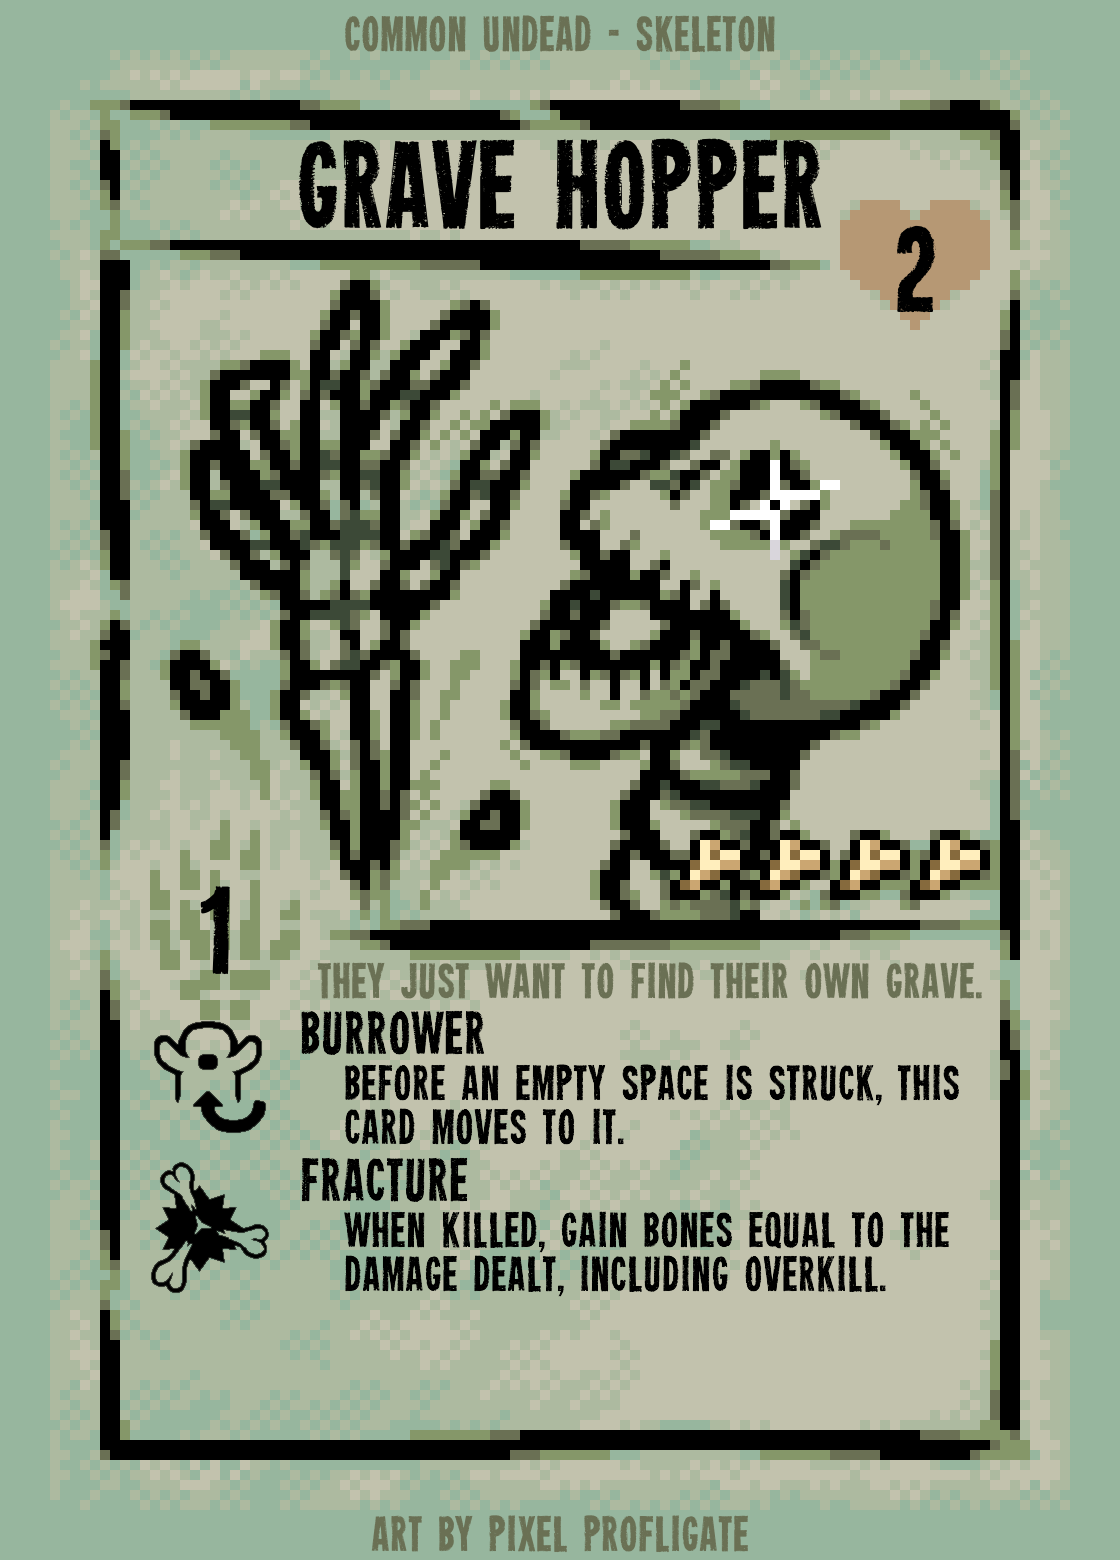 COMMON UNDEAD - SKELETON
GRAVE HOPPER
2
1
THEY JUST WANT TO FIND THEIR OWN GRAVE.
BURROWER
BEFORE AN EMPTY SPACE IS STRUCK, THIS
CARD MOVES TO IT.
FRACTURE
WHEN KILLED, GAIN BONES EQUAL TO THE
DAMAGE DEALT, INCLUDING OVERKILL.
ART BY PIXEL PROFLIGATE